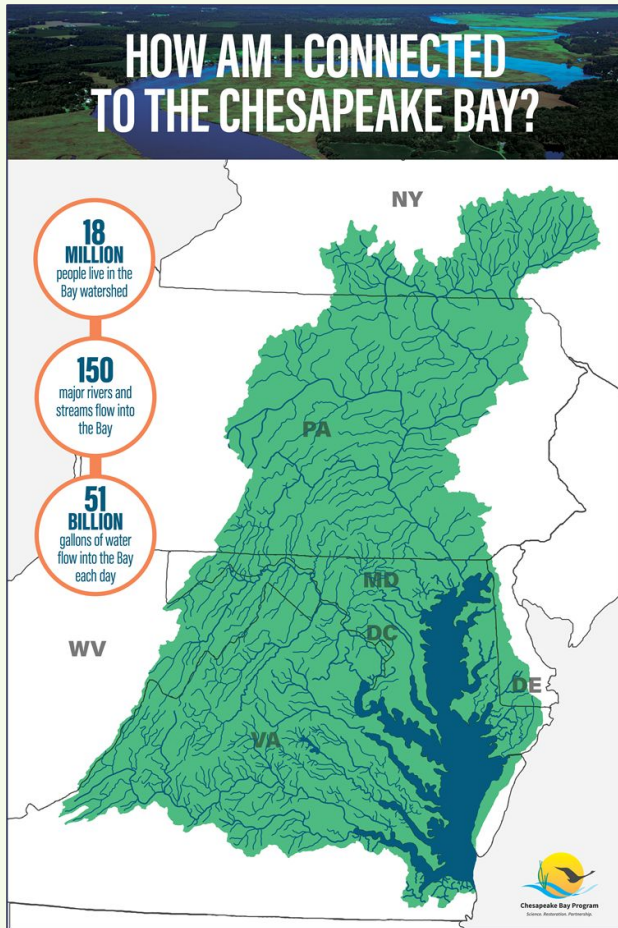 HOW AM I CONNECTED
TO THE CHESAPEAKE BAY?
NY
18
MILLION
people live in the
Bay watershed
150
major rivers and
streams flow into
the Bay
PA
51
BILLION
gallons of water
flow into the Bay
each day
MD
DC
WV
DE
VA
Chesapeake Bay Program
Science. Restoration. Partnership.